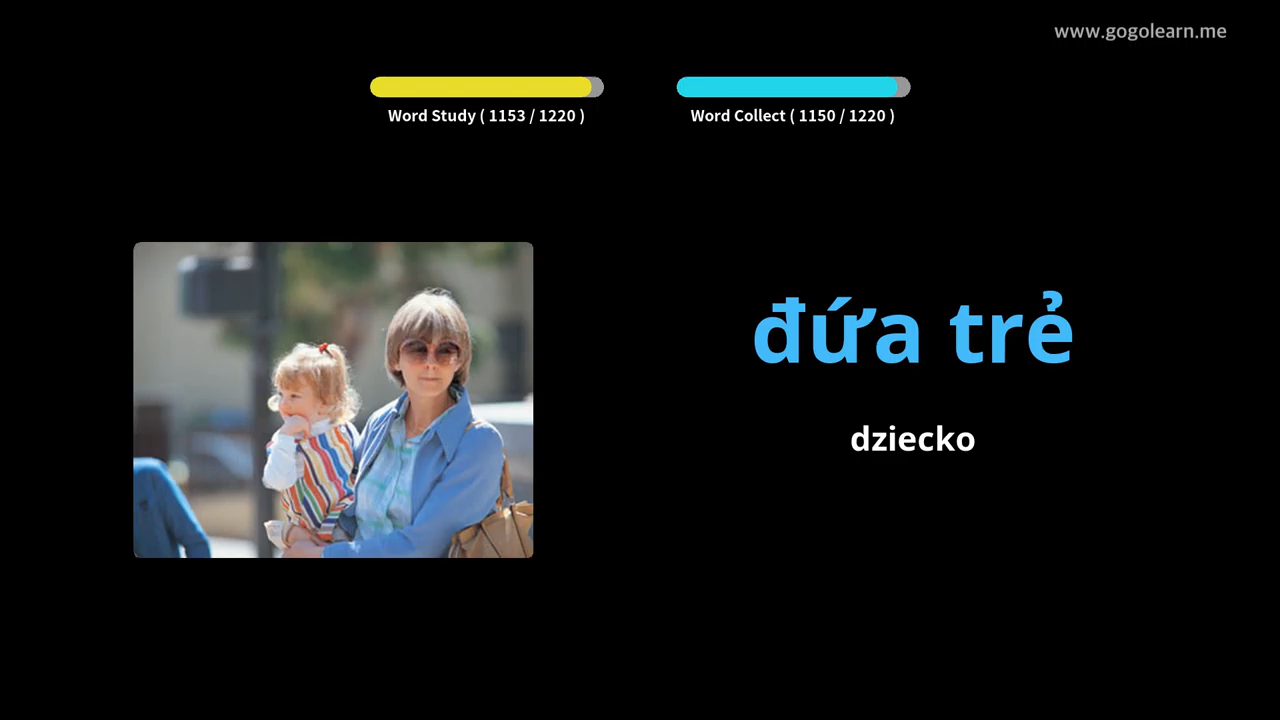 www.gogolearn.me
Word Study ( 1153 / 1220 )
Word Collect ( 1150 / 1220 )
đứa trẻ
dziecko